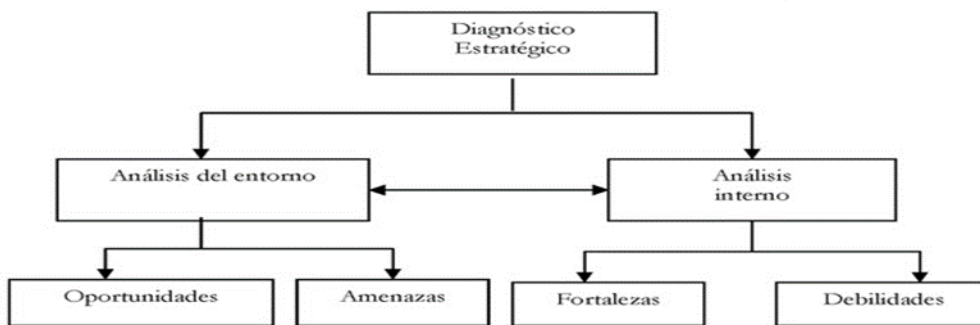 Diagnóstico
Estratégico
Análisis del entorno
Análisis
interno
Oportunidades
Amenazas
Fortalezas
Debilidades